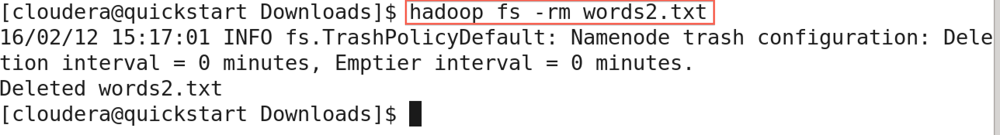 [cloudera@quickstart Downloads]$ hadoop fs -rm words2.txt
16/02/12 15:17:01 INFO fs.TrashPolicyDefault: Namenode trash configuration: Dele
tion interval = 0 minutes, Emptier interval = 0 minutes.
Deleted words2.txt
[cloudera@quickstart Downloads]$